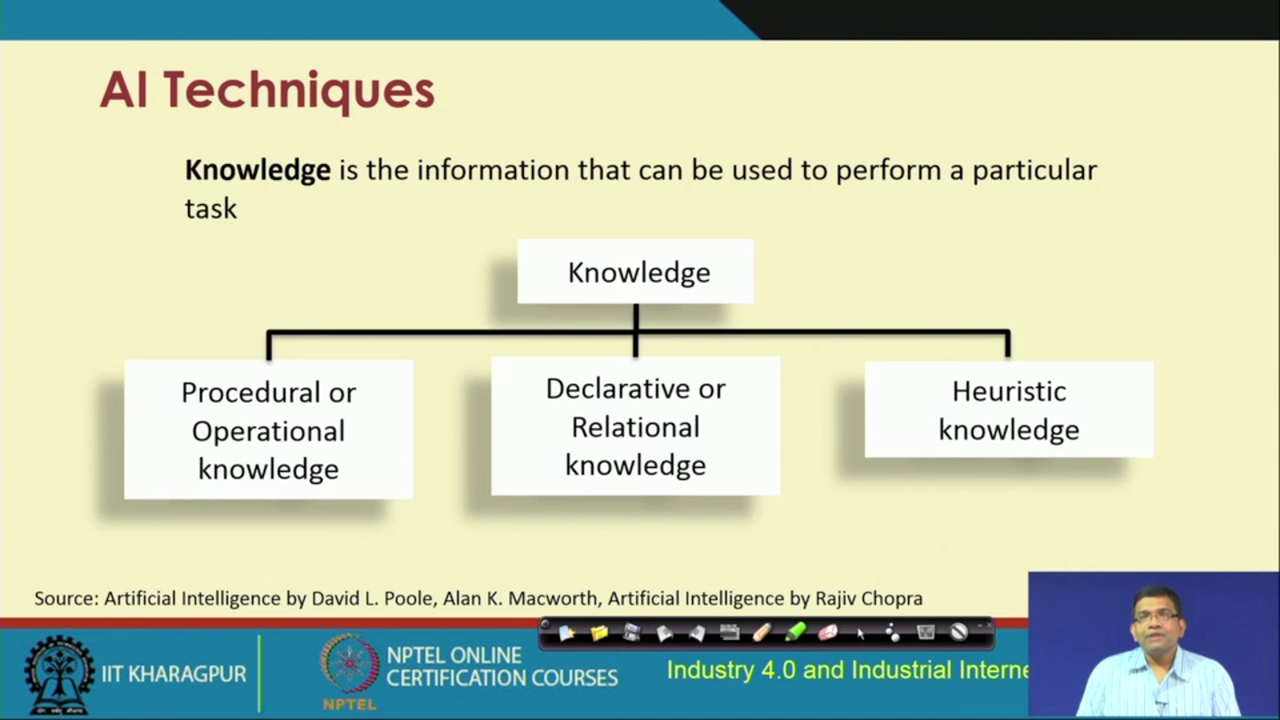 AI Techniques
Knowledge is the information that can be used to perform a particular
task
Knowledge
Procedural or
Operational
knowledge
Declarative or
Relational
knowledge
Heuristic
knowledge
Source: Artificial Intelligence by David L. Poole, Alan K. Macworth, Artificial Intelligence by Rajiv Chopra
IIT KHARAGPUR
NPTEL
NPTEL ONLINE
CERTIFICATION COURSES
Industry 4.0 and Industrial Interne